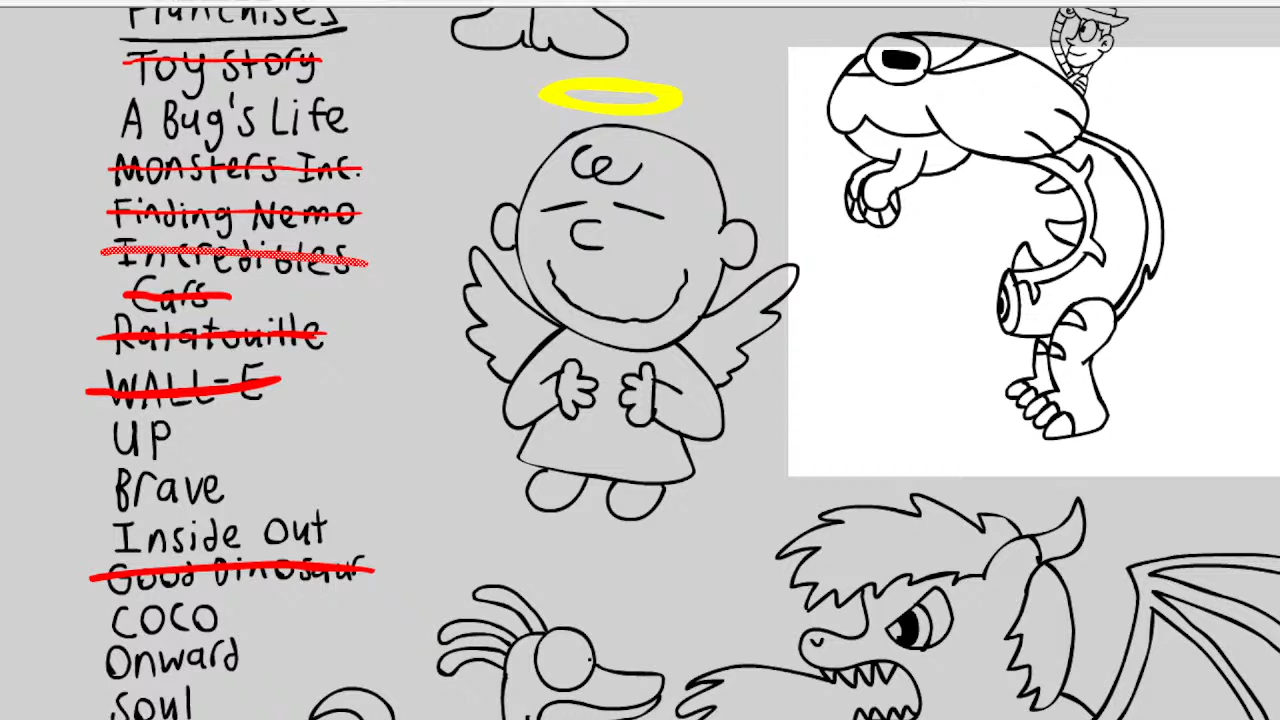 Franchises
Toy Story
A Bug's Life
Monsters Inc.
Finding Nemo
Incredibles
Cars
Ratatouille
WALL-E
UP
Brave
Inside Out
Good Dinosaur
COCO
Onward
Soul